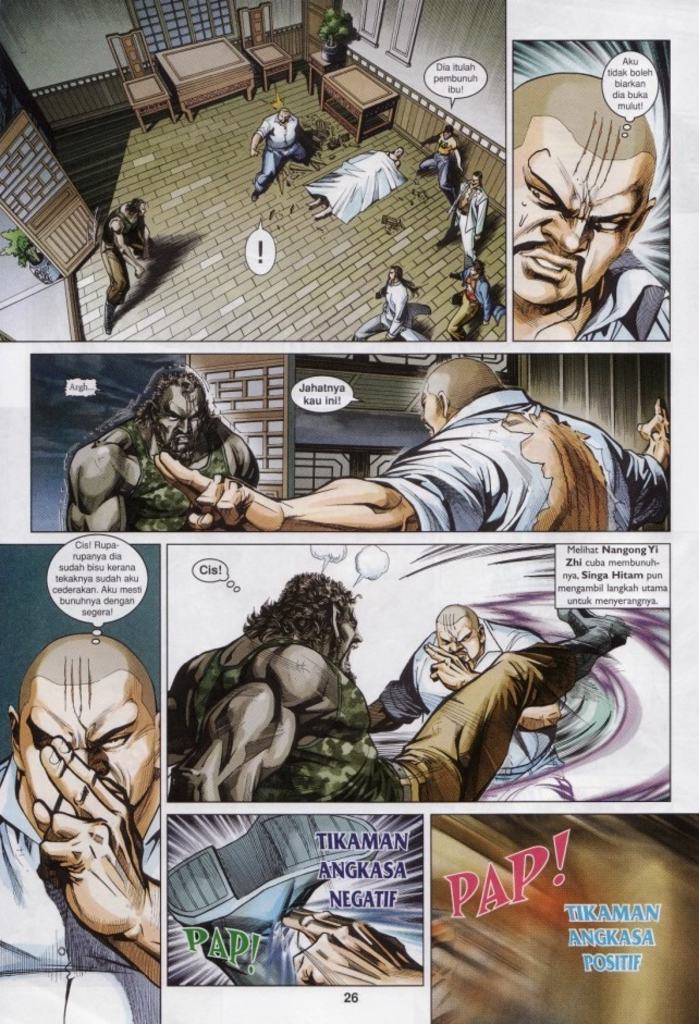 Dia itulah
pembunuh
ibu!
!
Aku
tidak boleh
biarkan
dia buka
mulut!
Argh...
Jahatnya
kau ini!
Cis! Rupa-
rupanya dia
sudah bisu kerana
tekaknya sudah aku
cederakan. Aku mesti
bunuhnya dengan
segera!
Cis!
Melihat Nangong Yi
Zhi cuba membunuh-
nya, Singa Hitam pun
mengambil langkah utama
untuk menyerangnya.
TIKAMAN
ANGKASA
NEGATIF
PAP!
PAP!
TIKAMAN
ANGKASA
POSITIF
26